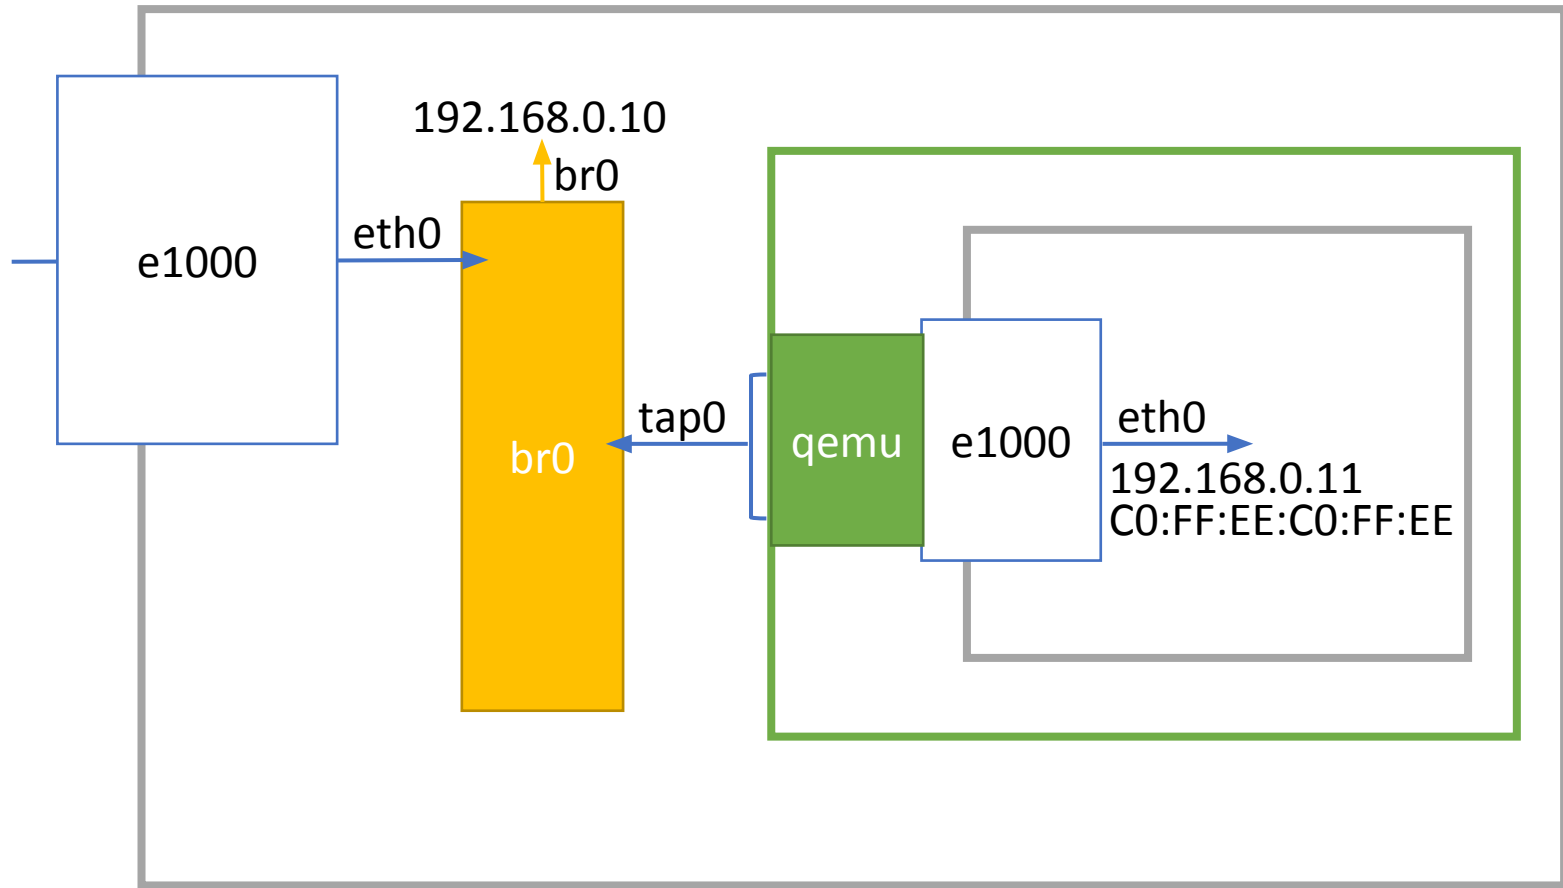 192.168.0.10
br0
eth0
e1000
br0
tap0
qemu
e1000
eth0
192.168.0.11
C0:FF:EE:C0:FF:EE